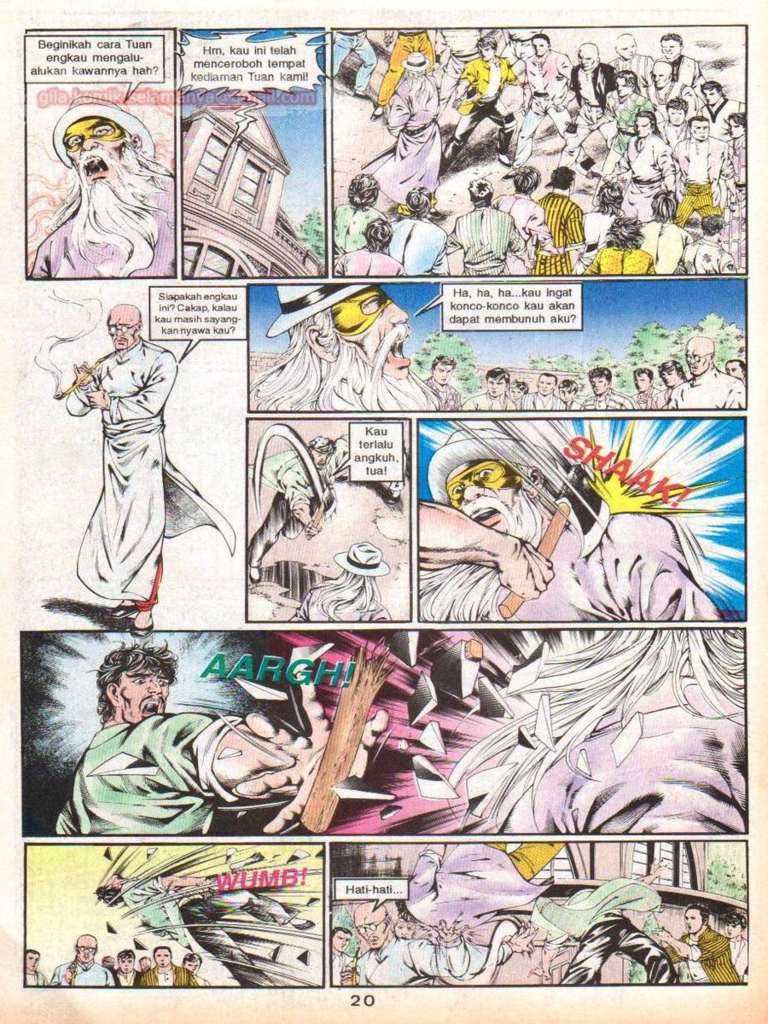 Beginikah cara Tuan
engkau mengalu-
alukan kawannya hah?
Hm, kau ini telah
menceroboh tempat
kediaman Tuan kami!
Siapakah engkau
ini? Cakap, kalau
kau masih sayang-
kan nyawa kau?
Ha, ha, ha...kau ingat
konco-konco kau akan
dapat membunuh aku?
Kau
terlalu
angkuh,
tua!
SHAAK!
AARGH!
WUMB!
Hati-hati...
20